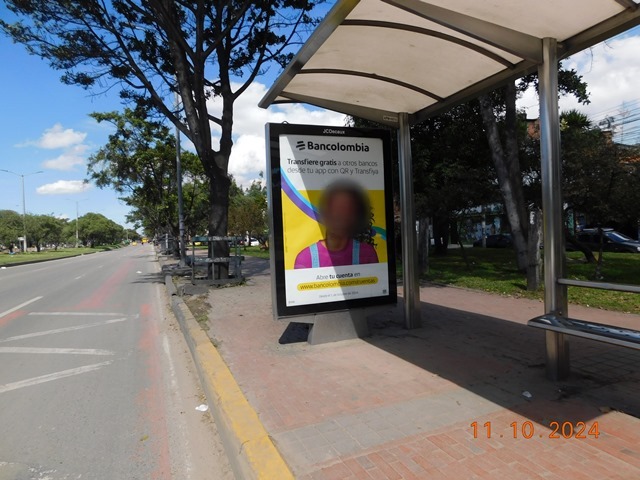 JCDecaux
Bancolombia
Transfiere gratis a otros bancos
desde tu app con QR y Transfiya
Abre tu cuenta en
11.10.2024